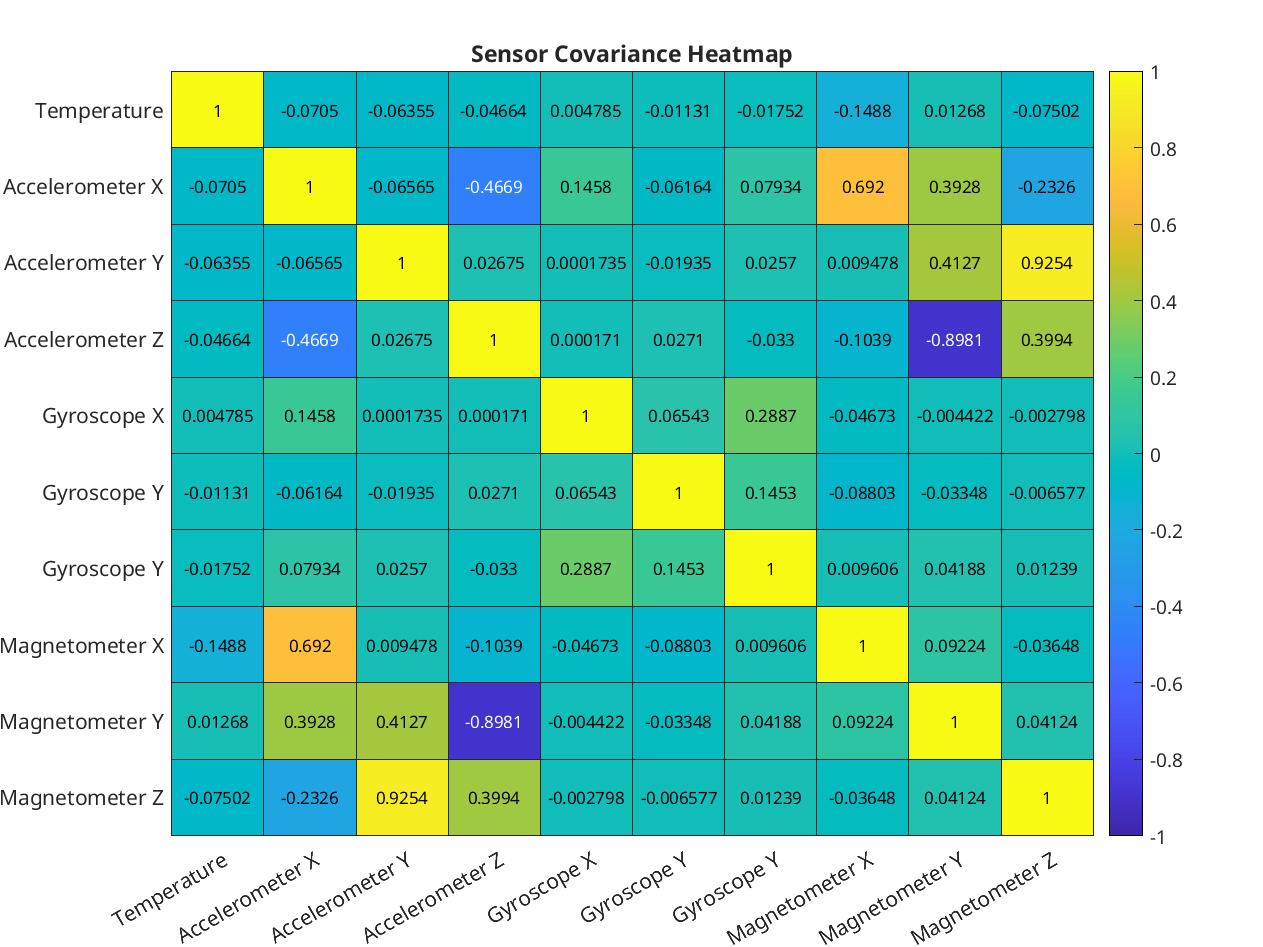 Sensor Covariance Heatmap
Temperature 1 -0.0705 -0.06355 -0.04664 0.004785 -0.01131 -0.01752 -0.1488 0.01268 -0.07502
Accelerometer X -0.0705 1 -0.06565 -0.4669 0.1458 -0.06164 0.07934 0.692 0.3928 -0.2326
Accelerometer Y -0.06355 -0.06565 1 0.02675 0.0001735 -0.01935 0.0257 0.009478 0.4127 0.9254
Accelerometer Z -0.04664 -0.4669 0.02675 1 0.000171 0.0271 -0.033 -0.1039 -0.8981 0.3994
Gyroscope X 0.004785 0.1458 0.0001735 0.000171 1 0.06543 0.2887 -0.04673 -0.004422 -0.002798
Gyroscope Y -0.01131 -0.06164 -0.01935 0.0271 0.06543 1 0.1453 -0.08803 -0.03348 -0.006577
Gyroscope Y -0.01752 0.07934 0.0257 -0.033 0.2887 0.1453 1 0.009606 0.04188 0.01239
Magnetometer X -0.1488 0.692 0.009478 -0.1039 -0.04673 -0.08803 0.009606 1 0.09224 -0.03648
Magnetometer Y 0.01268 0.3928 0.4127 -0.8981 -0.004422 -0.03348 0.04188 0.09224 1 0.04124
Magnetometer Z -0.07502 -0.2326 0.9254 0.3994 -0.002798 -0.006577 0.01239 -0.03648 0.04124 1
Temperature
Accelerometer X
Accelerometer Y
Accelerometer Z
Gyroscope X
Gyroscope Y
Gyroscope Y
Magnetometer X
Magnetometer Y
Magnetometer Z
1
0.8
0.6
0.4
0.2
0
-0.2
-0.4
-0.6
-0.8
-1